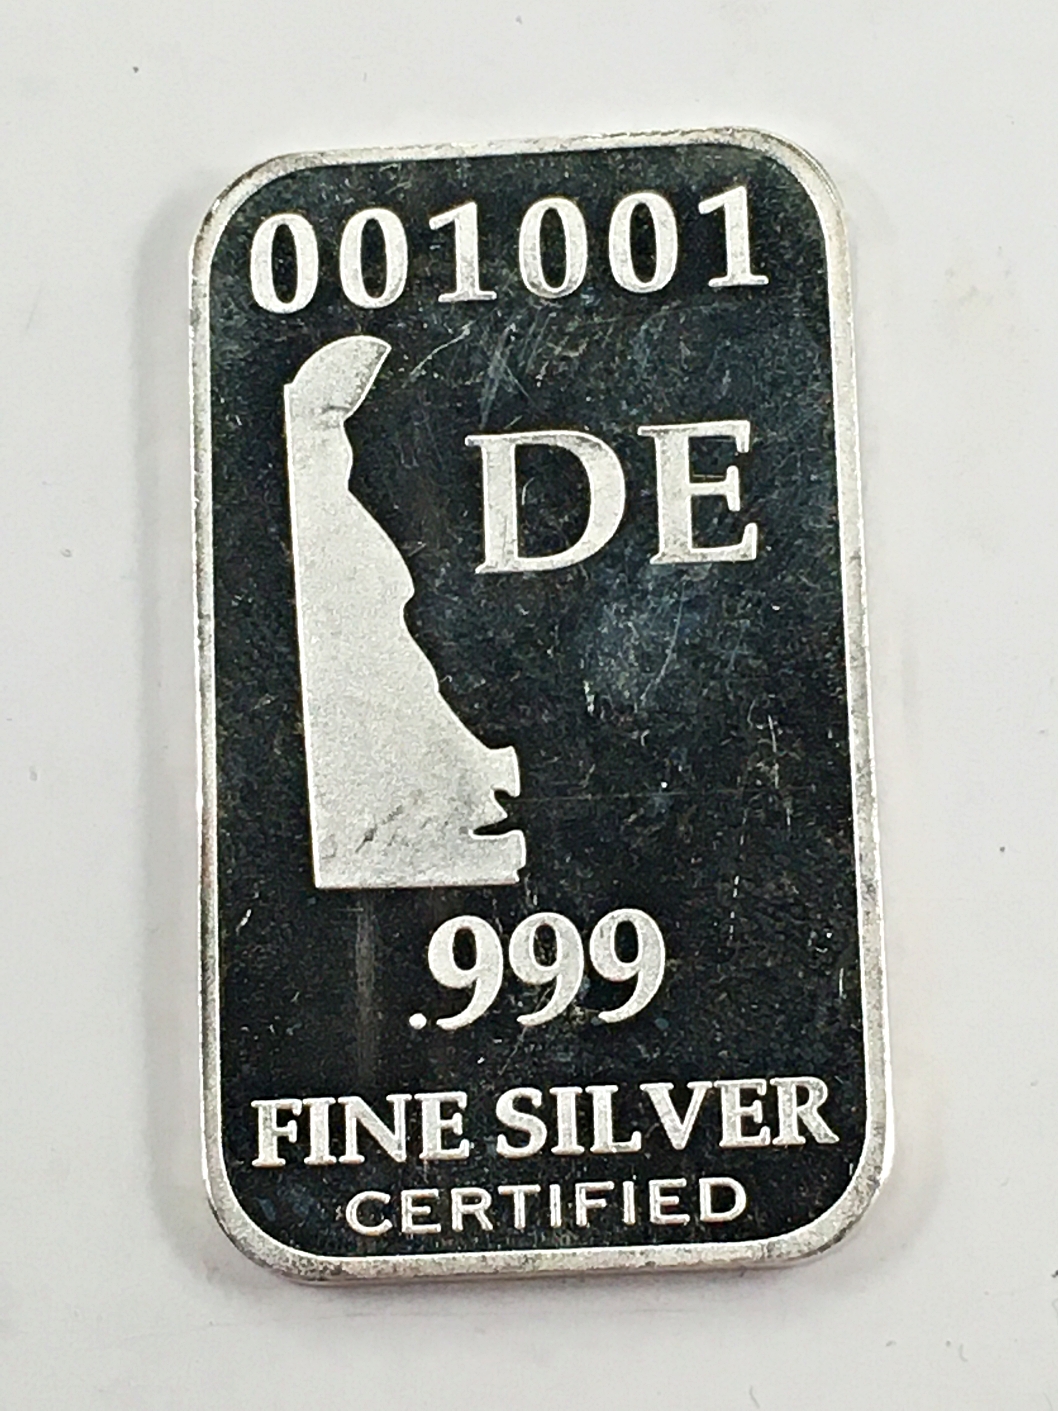 001001
DE
.999
FINE SILVER
CERTIFIED